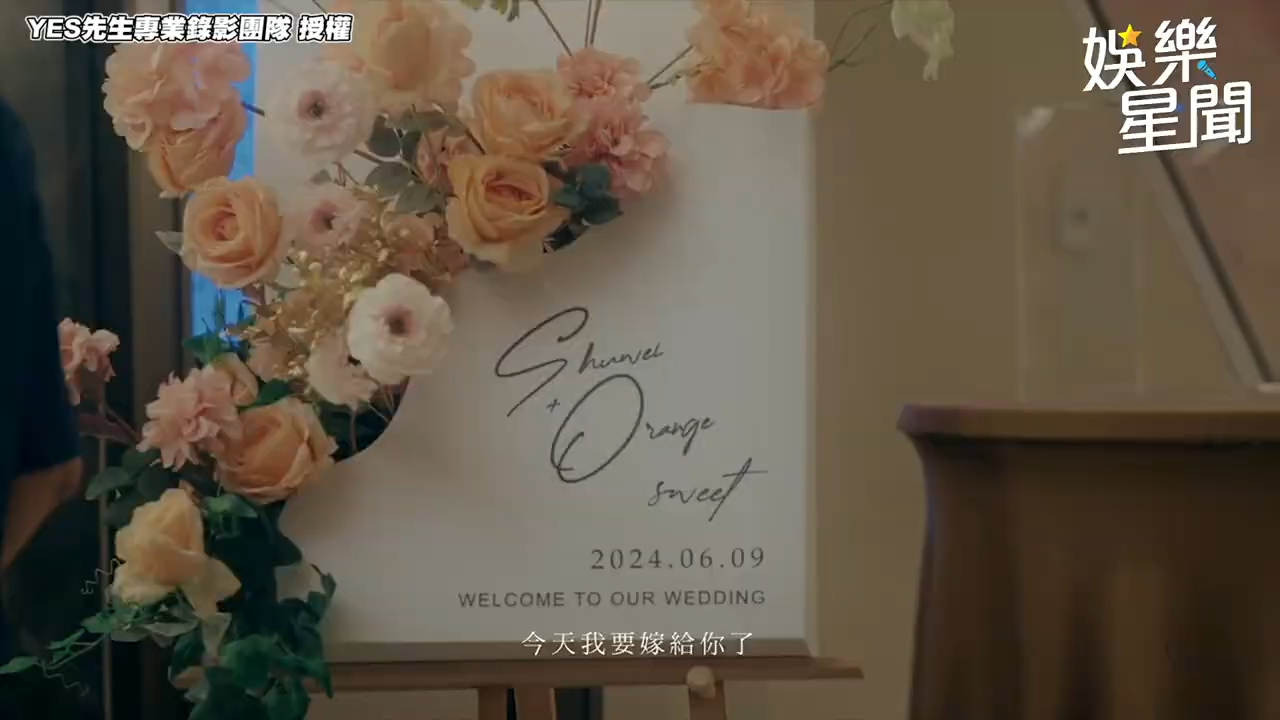 YES先生專業錄影團隊 授權
娛樂
星聞
Shuwei
+
Orange
sweet
2024.06.09
WELCOME TO OUR WEDDING
今天我要嫁給你了